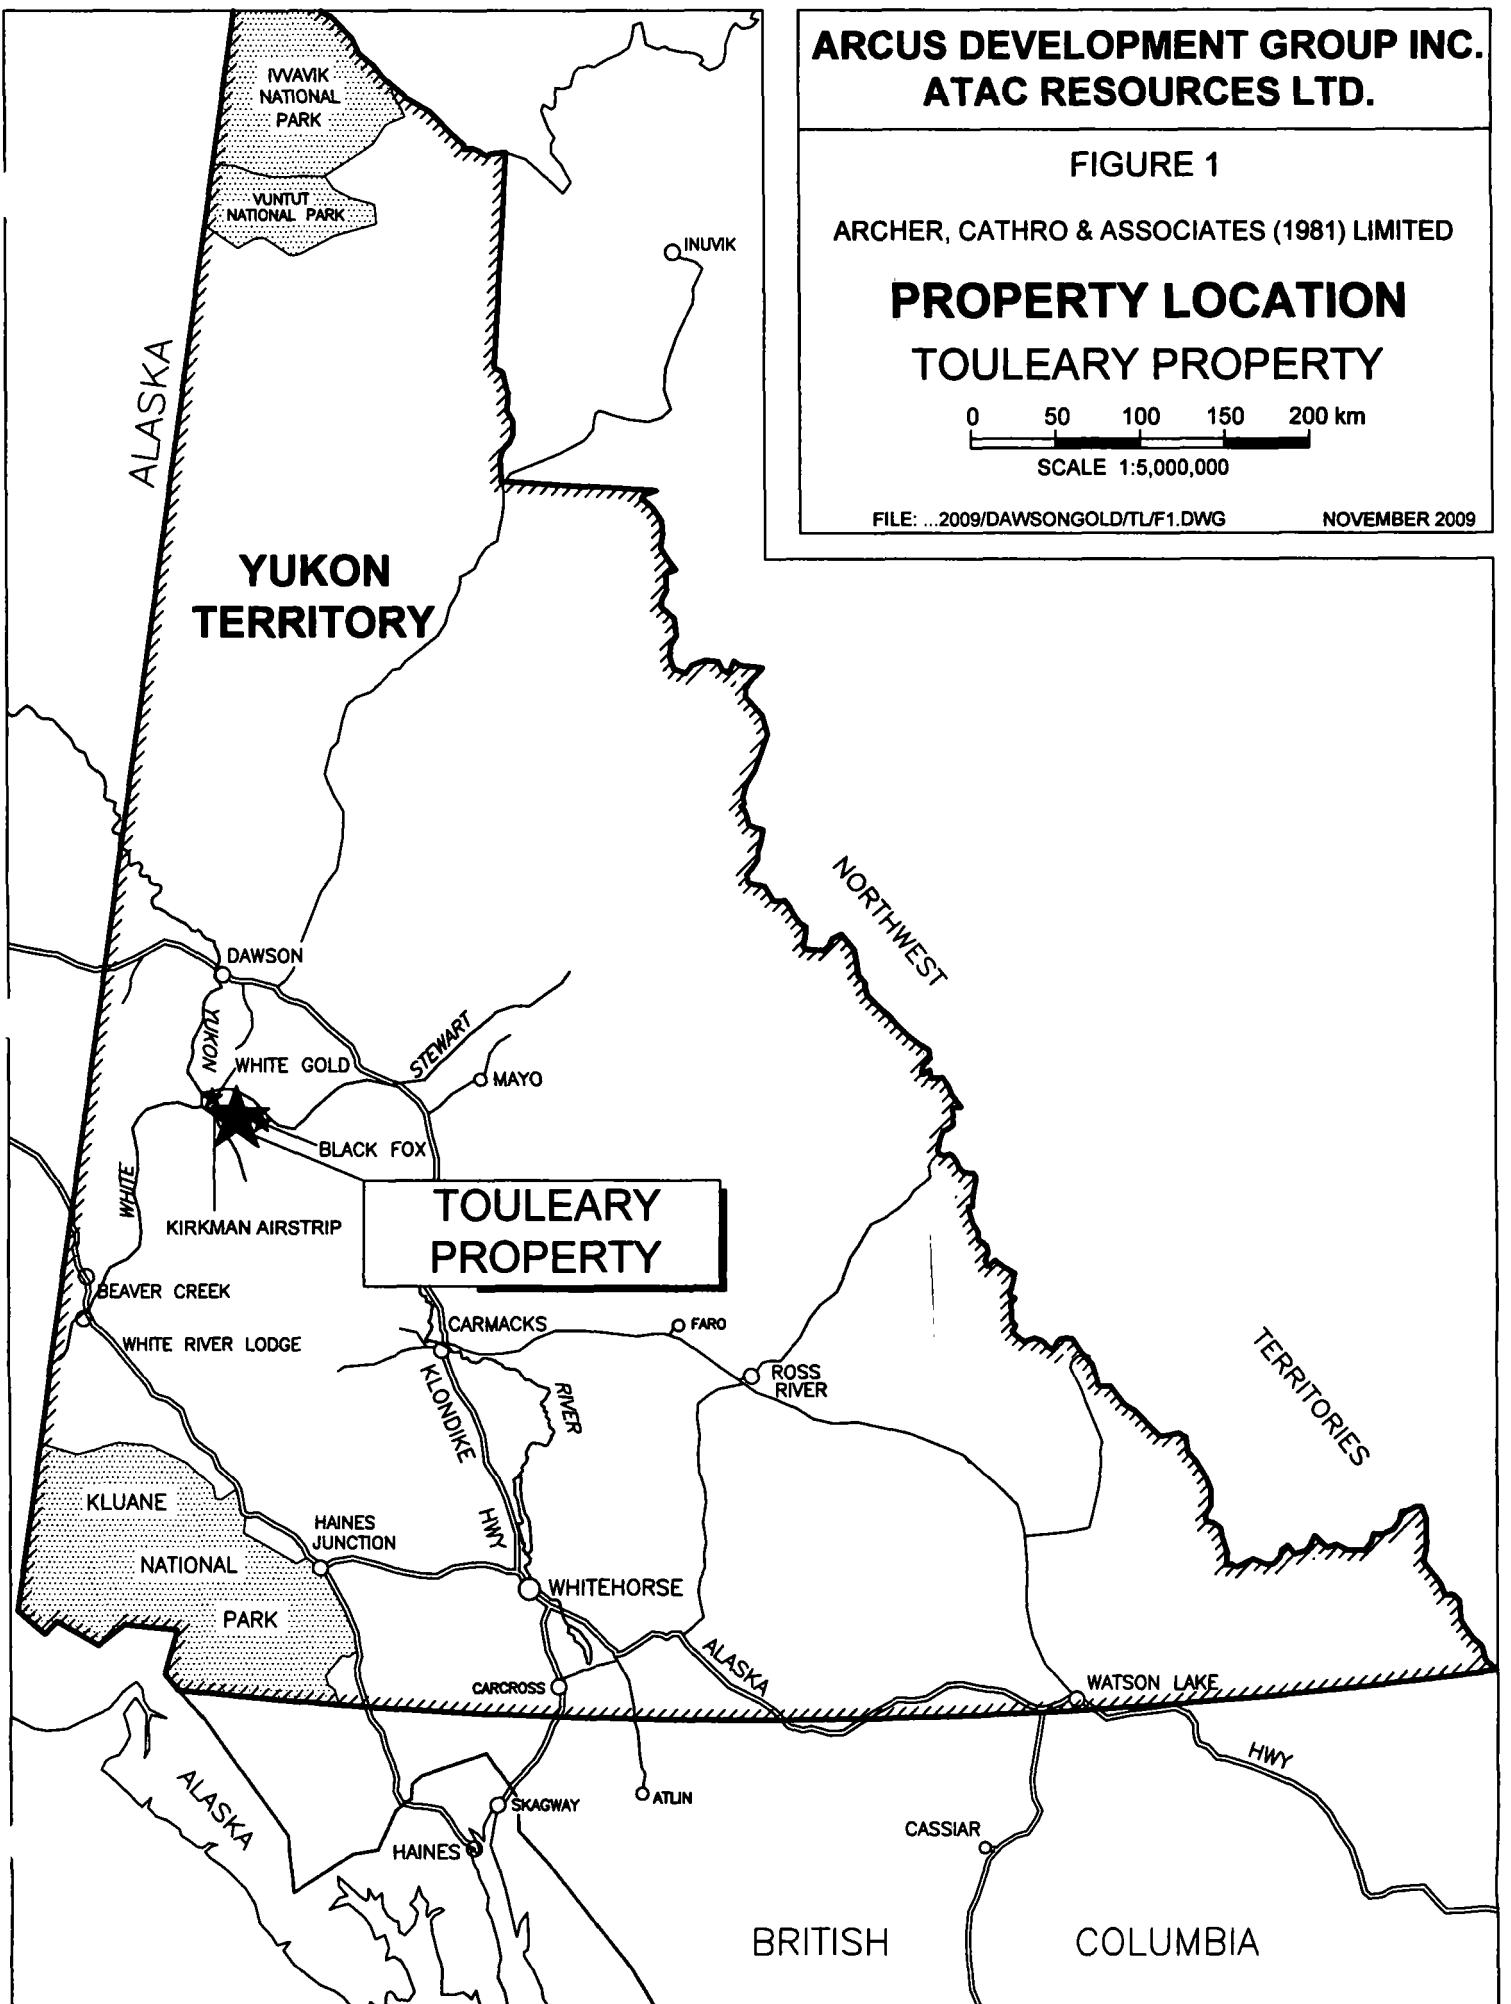 ARCUS DEVELOPMENT GROUP INC.
ATAC RESOURCES LTD.
FIGURE 1
ARCHER, CATHRO & ASSOCIATES (1981) LIMITED
PROPERTY LOCATION
TOULEARY PROPERTY
0 50 100 150 200 km
SCALE 1:5,000,000
FILE: ...2009/DAWSONGOLD/TL/F1.DWG NOVEMBER 2009
IVVAVIK
NATIONAL
PARK
VUNTUT
NATIONAL PARK
INUVIK
ALASKA
YUKON
TERRITORY
NORTHWEST
DAWSON
YUKON
WHITE GOLD
STEWART
MAYO
BLACK FOX
WHITE
TOULEARY
PROPERTY
KIRKMAN AIRSTRIP
BEAVER CREEK
WHITE RIVER LODGE
CARMACKS
FARO
ROSS
RIVER
TERRITORIES
KLONDIKE
RIVER
HWY
KLUANE
NATIONAL
PARK
HAINES
JUNCTION
WHITEHORSE
ALASKA
CARCROSS
WATSON LAKE
HWY
ALASKA
SKAGWAY
ATLIN
HAINES
CASSIAR
BRITISH COLUMBIA